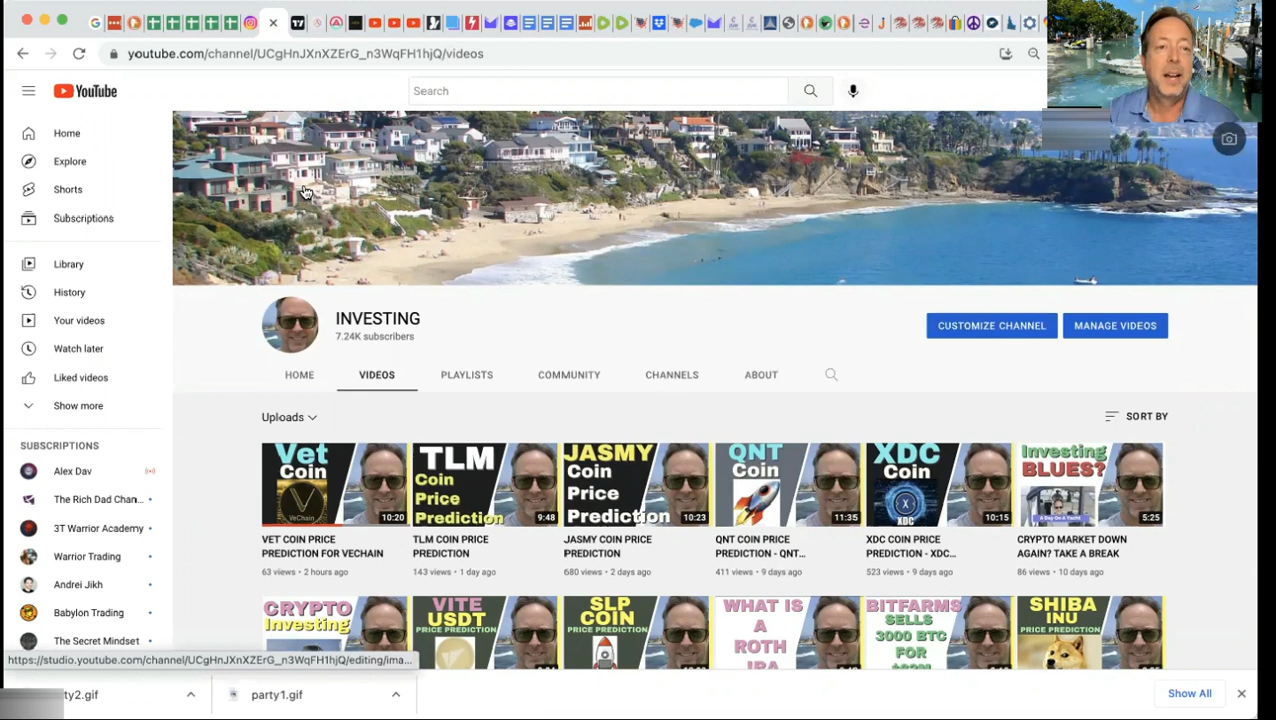 youtube.com/channel/UCgHnJXnXZErG_n3WqFH1hjQ/videos
YouTube
Search
Home
Explore
Shorts
Subscriptions
Library
History
Your videos
Watch later
Liked videos
Show more
SUBSCRIPTIONS
Alex Dav
The Rich Dad Chan...
3T Warrior Academy
Warrior Trading
Andrei Jikh
Babylon Trading
The Secret Mindset
INVESTING
7.24K subscribers
CUSTOMIZE CHANNEL
MANAGE VIDEOS
HOME
VIDEOS
PLAYLISTS
COMMUNITY
CHANNELS
ABOUT
Uploads
SORT BY
Vet
Coin
VeChain
10:20
VET COIN PRICE
PREDICTION FOR VECHAIN
63 views • 2 hours ago
TLM
Coin
Price
Prediction
9:48
TLM COIN PRICE
PREDICTION
143 views • 1 day ago
JASMY
Coin
Price
Prediction
10:23
JASMY COIN PRICE
PREDICTION
680 views • 2 days ago
QNT
Coin
11:35
QNT COIN PRICE
PREDICTION - QNT...
411 views • 9 days ago
XDC
Coin
XDC
10:15
XDC COIN PRICE
PREDICTION - XDC...
523 views • 9 days ago
Investing
BLUES?
A Day On A Yacht
5:25
CRYPTO MARKET DOWN
AGAIN? TAKE A BREAK
86 views • 10 days ago
CRYPTO
Investing
VITE
USDT
PRICE PREDICTION
SLP
COIN
PRICE PREDICTION
WHAT IS
A
ROTH
IRA
BITFARMS
SELLS
3000 BTC
SHIBA
INU
PRICE PREDICTION
https://studio.youtube.com/channel/UCgHnJXnXZErG_n3WqFH1hjQ/editing/ima...
ty2.gif
party1.gif
Show All